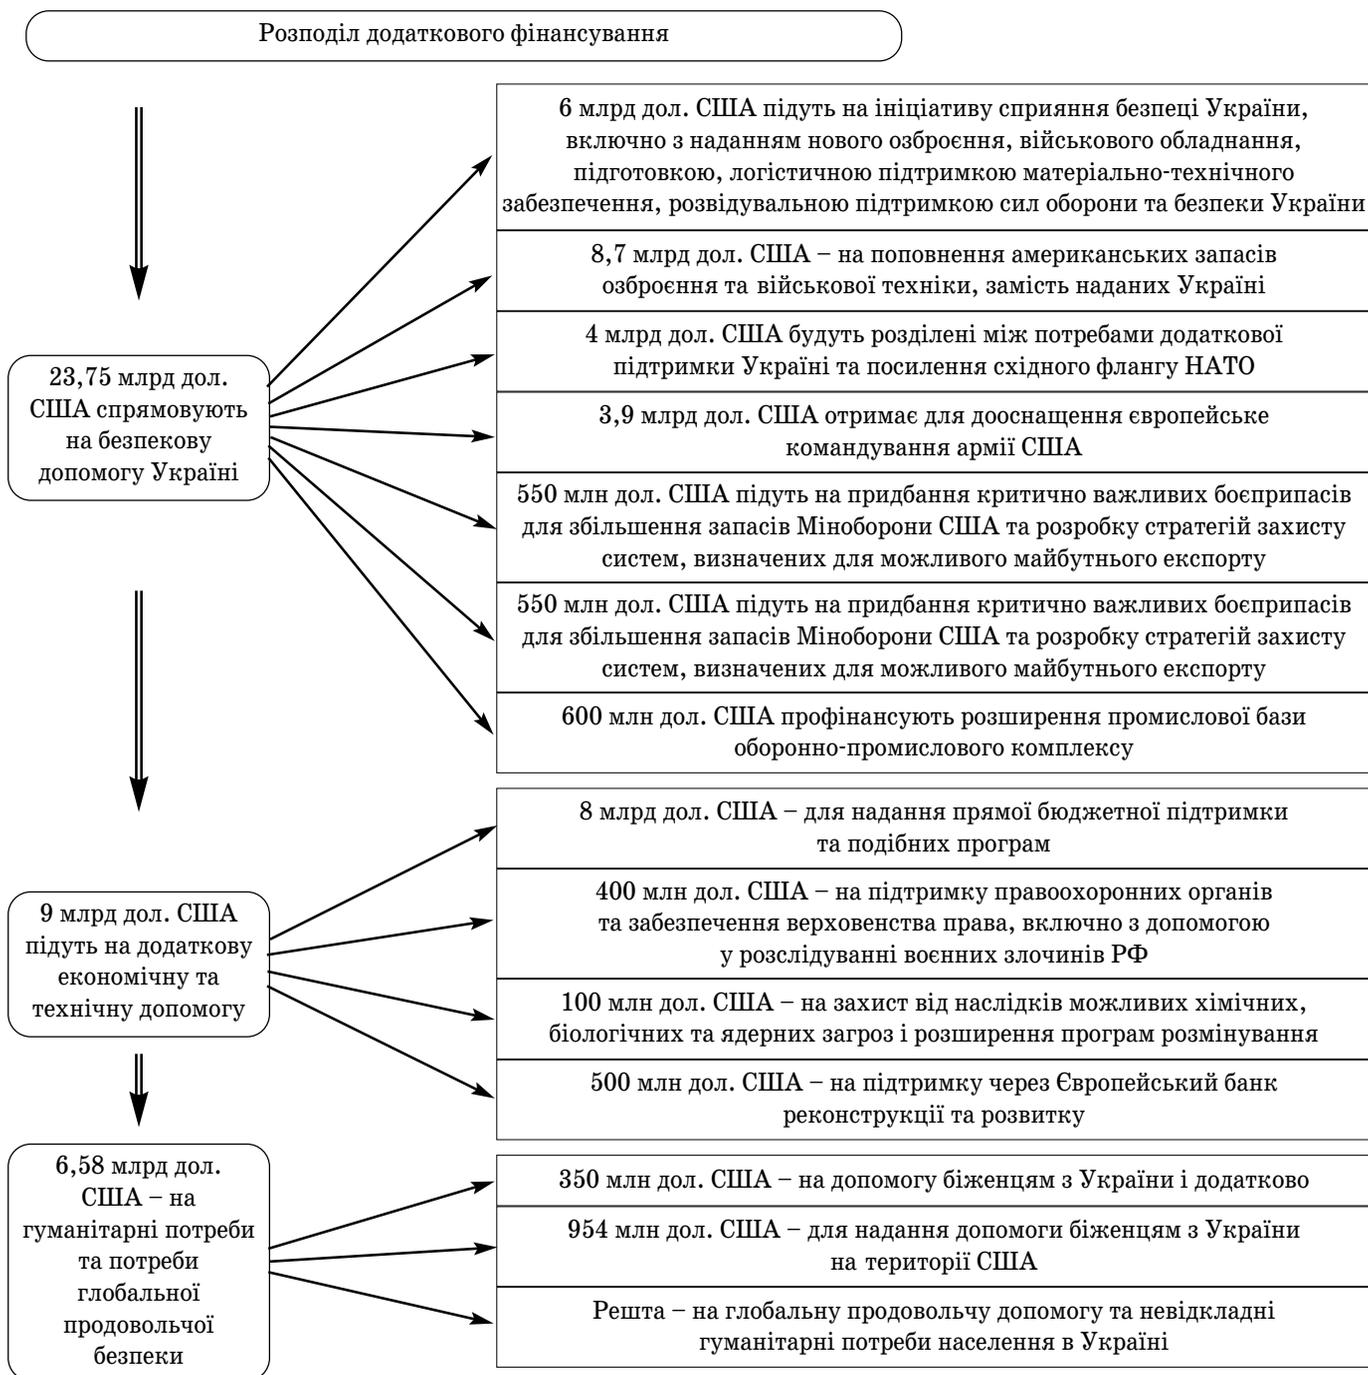 Розподіл додаткового фінансування
23,75 млрд дол.
США спрямовують
на безпекову
допомогу Україні
6 млрд дол. США підуть на ініціативу сприяння безпеці України,
включно з наданням нового озброєння, військового обладнання,
підготовкою, логістичною підтримкою матеріально-технічного
забезпечення, розвідувальною підтримкою сил оборони та безпеки України
8,7 млрд дол. США – на поповнення американських запасів
озброєння та військової техніки, замість наданих Україні
4 млрд дол. США будуть розділені між потребами додаткової
підтримки Україні та посилення східного флангу НАТО
3,9 млрд дол. США отримає для дооснащення європейське
командування армії США
550 млн дол. США підуть на придбання критично важливих боєприпасів
для збільшення запасів Міноборони США та розробку стратегій захисту
систем, визначених для можливого майбутнього експорту
550 млн дол. США підуть на придбання критично важливих боєприпасів
для збільшення запасів Міноборони США та розробку стратегій захисту
систем, визначених для можливого майбутнього експорту
600 млн дол. США профінансують розширення промислової бази
оборонно-промислового комплексу
9 млрд дол. США
підуть на додаткову
економічну та
технічну допомогу
8 млрд дол. США – для надання прямої бюджетної підтримки
та подібних програм
400 млн дол. США – на підтримку правоохоронних органів
та забезпечення верховенства права, включно з допомогою
у розслідуванні воєнних злочинів РФ
100 млн дол. США – на захист від наслідків можливих хімічних,
біологічних та ядерних загроз і розширення програм розмінування
500 млн дол. США – на підтримку через Європейський банк
реконструкції та розвитку
6,58 млрд дол.
США – на
гуманітарні потреби
та потреби
глобальної
продовольчої
безпеки
350 млн дол. США – на допомогу біженцям з України і додатково
954 млн дол. США – для надання допомоги біженцям з України
на території США
Решта – на глобальну продовольчу допомогу та невідкладні
гуманітарні потреби населення в Україні